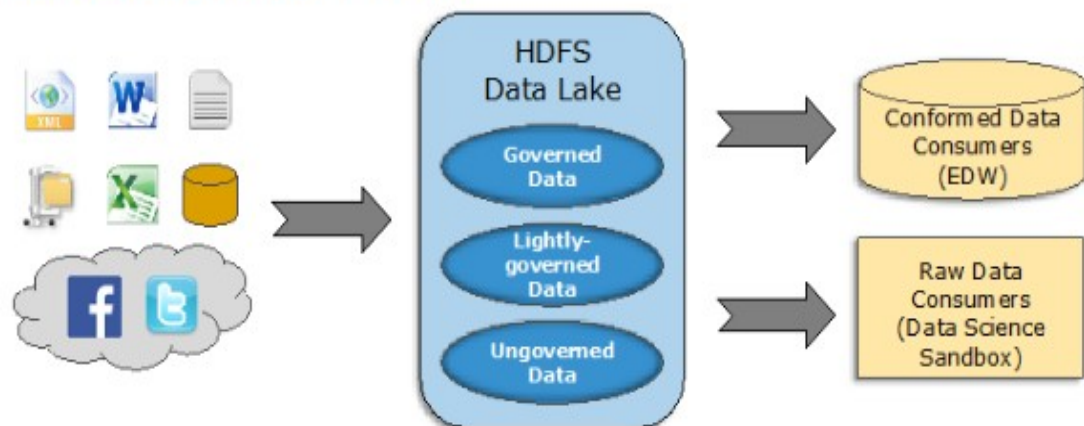 XML
W
X
f
t
HDFS
Data Lake
Governed
Data
Lightly-
governed
Data
Ungoverned
Data
Conformed Data
Consumers
(EDW)
Raw Data
Consumers
(Data Science
Sandbox)